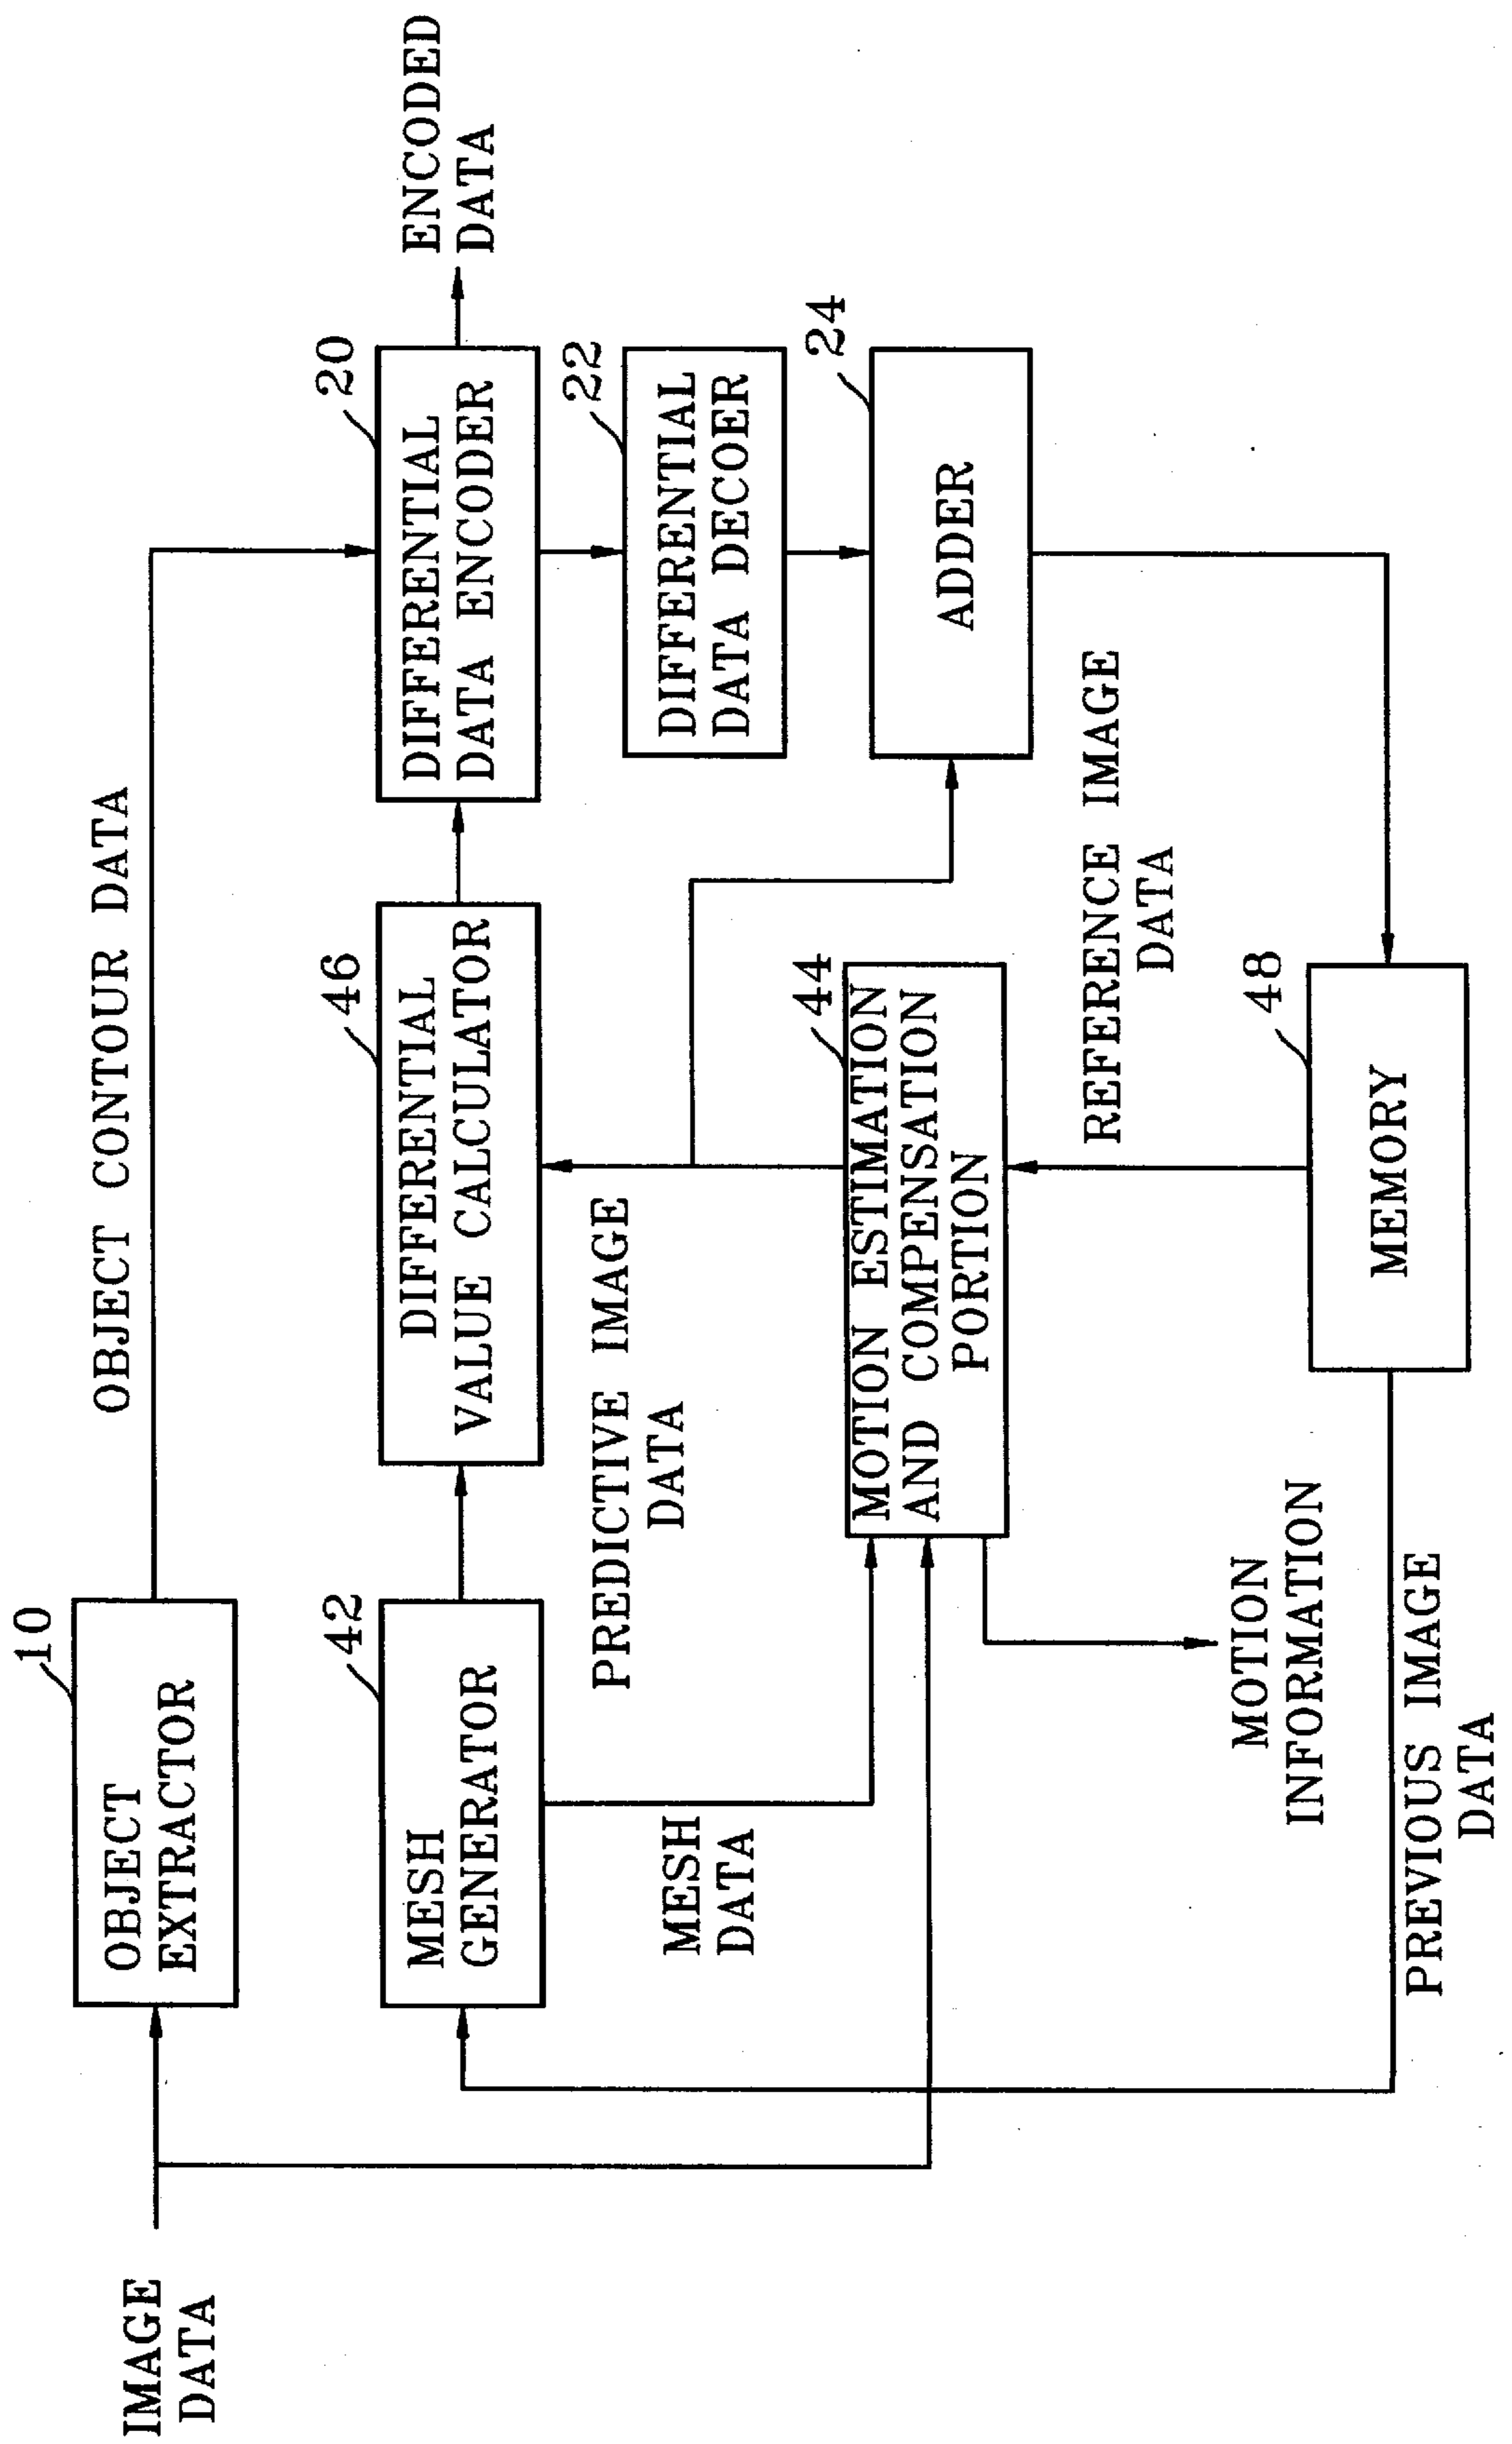 OBJECT CONTOUR DATA
10
OBJECT
EXTRACTOR
IMAGE
DATA
42
MESH
GENERATOR
46
DIFFERENTIAL
VALUE CALCULATOR
20
DIFFERENTIAL
DATA ENCODER
ENCODED
DATA
PREDICTIVE IMAGE
DATA
22
DIFFERENTIAL
DATA DECOER
MESH
DATA
44
MOTION ESTIMATION
AND COMPENSATION
PORTION
24
ADDER
REFERENCE IMAGE
DATA
MOTION
INFORMATION
48
MEMORY
PREVIOUS IMAGE
DATA